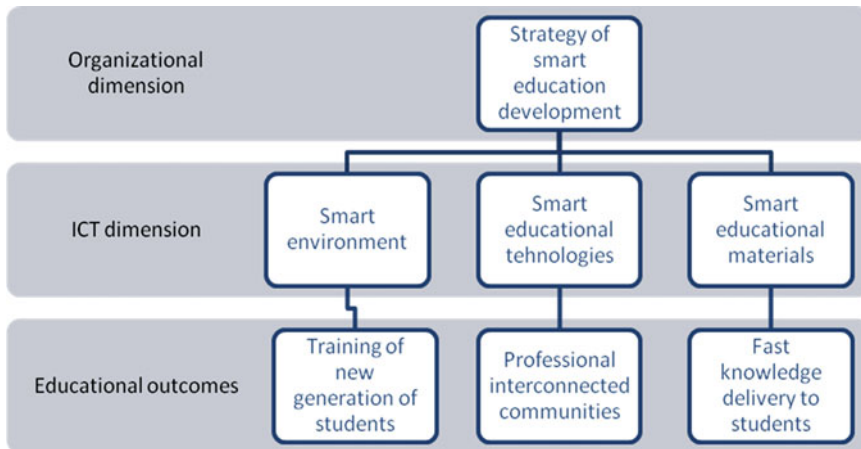 Organizational
dimension
Strategy of
smart
education
development
ICT dimension
Smart
environment
Smart
educational
tehnologies
Smart
educational
materials
Educational outcomes
Training of
new
generation of
students
Professional
interconnected
communities
Fast
knowledge
delivery to
students